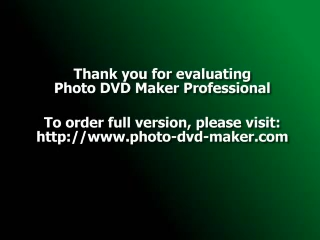 Thank you for evaluating
Photo DVD Maker Professional
To order full version, please visit:
http://www.photo-dvd-maker.com